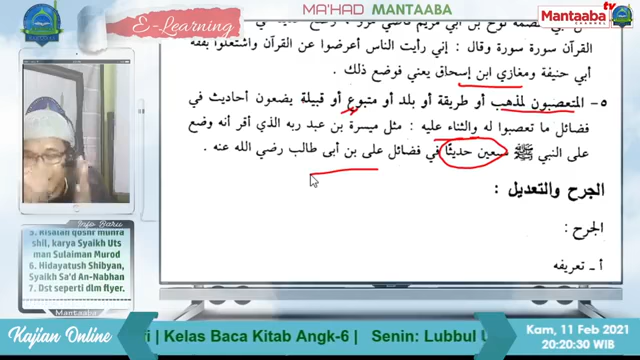 MA'HAD MANTAABA
E-Learning
Mantaaba tv
القرآن سورة سورة وقال : إني رأيت الناس أعرضوا عن القرآن واشتغلوا بفقه
أبي حنيفة ومغازي ابن إسحاق يعني فوضع ذلك .
٥ – المتعصبون لمذهب أو طريقة أو بلد أو متبوع أو قبيلة يضعون أحاديث في
فضائل ما تعصبوا له والثناء عليه : مثل ميسرة بن عبد ربه الذي أقر أنه وضع
على النبي ﷺ سبعين حديثًا في فضائل على بن أبى طالب رضي الله عنه .
الجرح والتعديل :
الجرح :
أ – تعريفه
Info Baru
5. Risalah qoshr
shil, karya Syaikh Uts
man Sulaiman Murod
6. Hidayatush Shibyan,
Syaikh Sa'd An-Nabhan
7. Dst seperti dlm flyer.
Mantaaba
Kajian Online
ri | Kelas Baca Kitab Angk-6 | Senin: Lubbul U
Kam, 11 Feb 2021
20:20:30 WIB